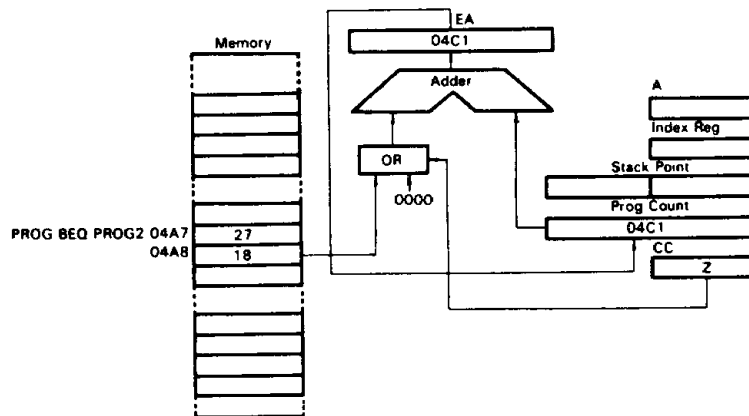 EA
04C1
Memory
Adder
A
Index Reg
OR
Stack Point
0000
Prog Count
PROG BEQ PROG2 04A7
27
04C1
04A8
18
CC
Z